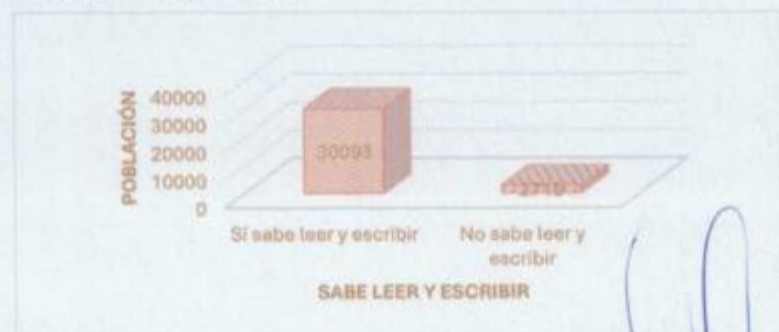 POBLACIÓN
40000
30000
20000
10000
0
30093
Sí sabe leer y escribir
No sabe leer y
escribir
SABE LEER Y ESCRIBIR